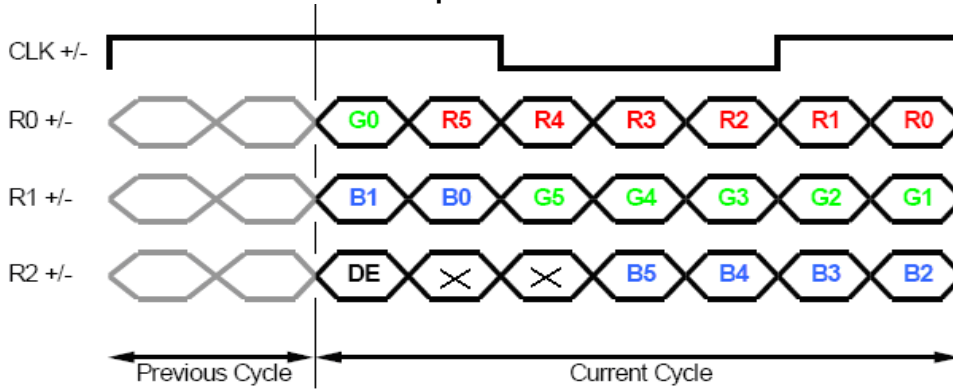 CLK +/-
R0 +/- G0 R5 R4 R3 R2 R1 R0
R1 +/- B1 B0 G5 G4 G3 G2 G1
R2 +/- DE B5 B4 B3 B2
Previous Cycle Current Cycle